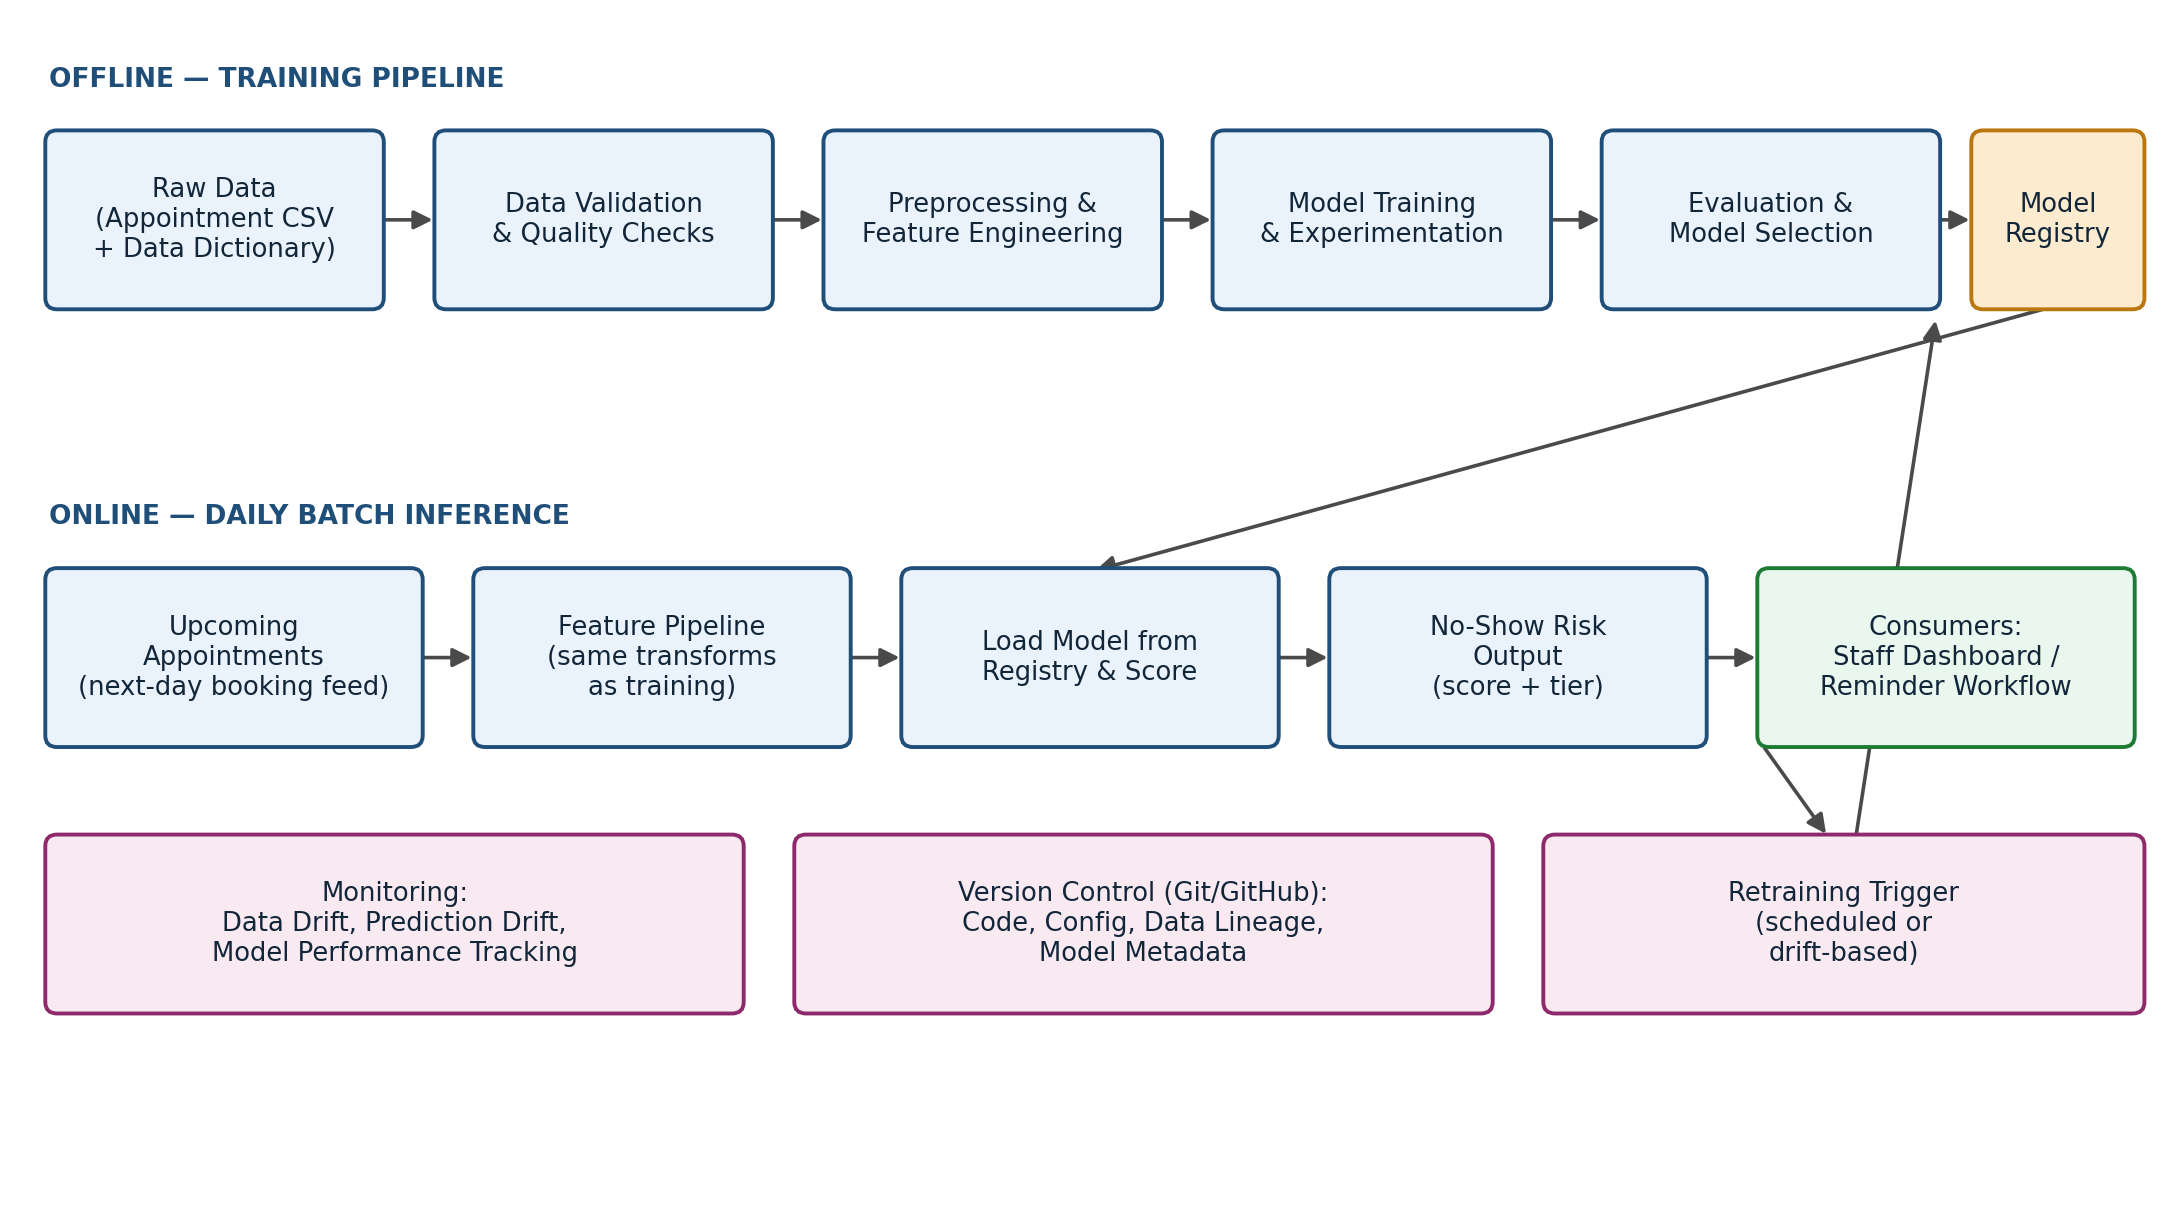 OFFLINE — TRAINING PIPELINE
Raw Data
(Appointment CSV
+ Data Dictionary)
Data Validation
& Quality Checks
Preprocessing &
Feature Engineering
Model Training
& Experimentation
Evaluation &
Model Selection
Model
Registry
ONLINE — DAILY BATCH INFERENCE
Upcoming
Appointments
(next-day booking feed)
Feature Pipeline
(same transforms
as training)
Load Model from
Registry & Score
No-Show Risk
Output
(score + tier)
Consumers:
Staff Dashboard /
Reminder Workflow
Monitoring:
Data Drift, Prediction Drift,
Model Performance Tracking
Version Control (Git/GitHub):
Code, Config, Data Lineage,
Model Metadata
Retraining Trigger
(scheduled or
drift-based)